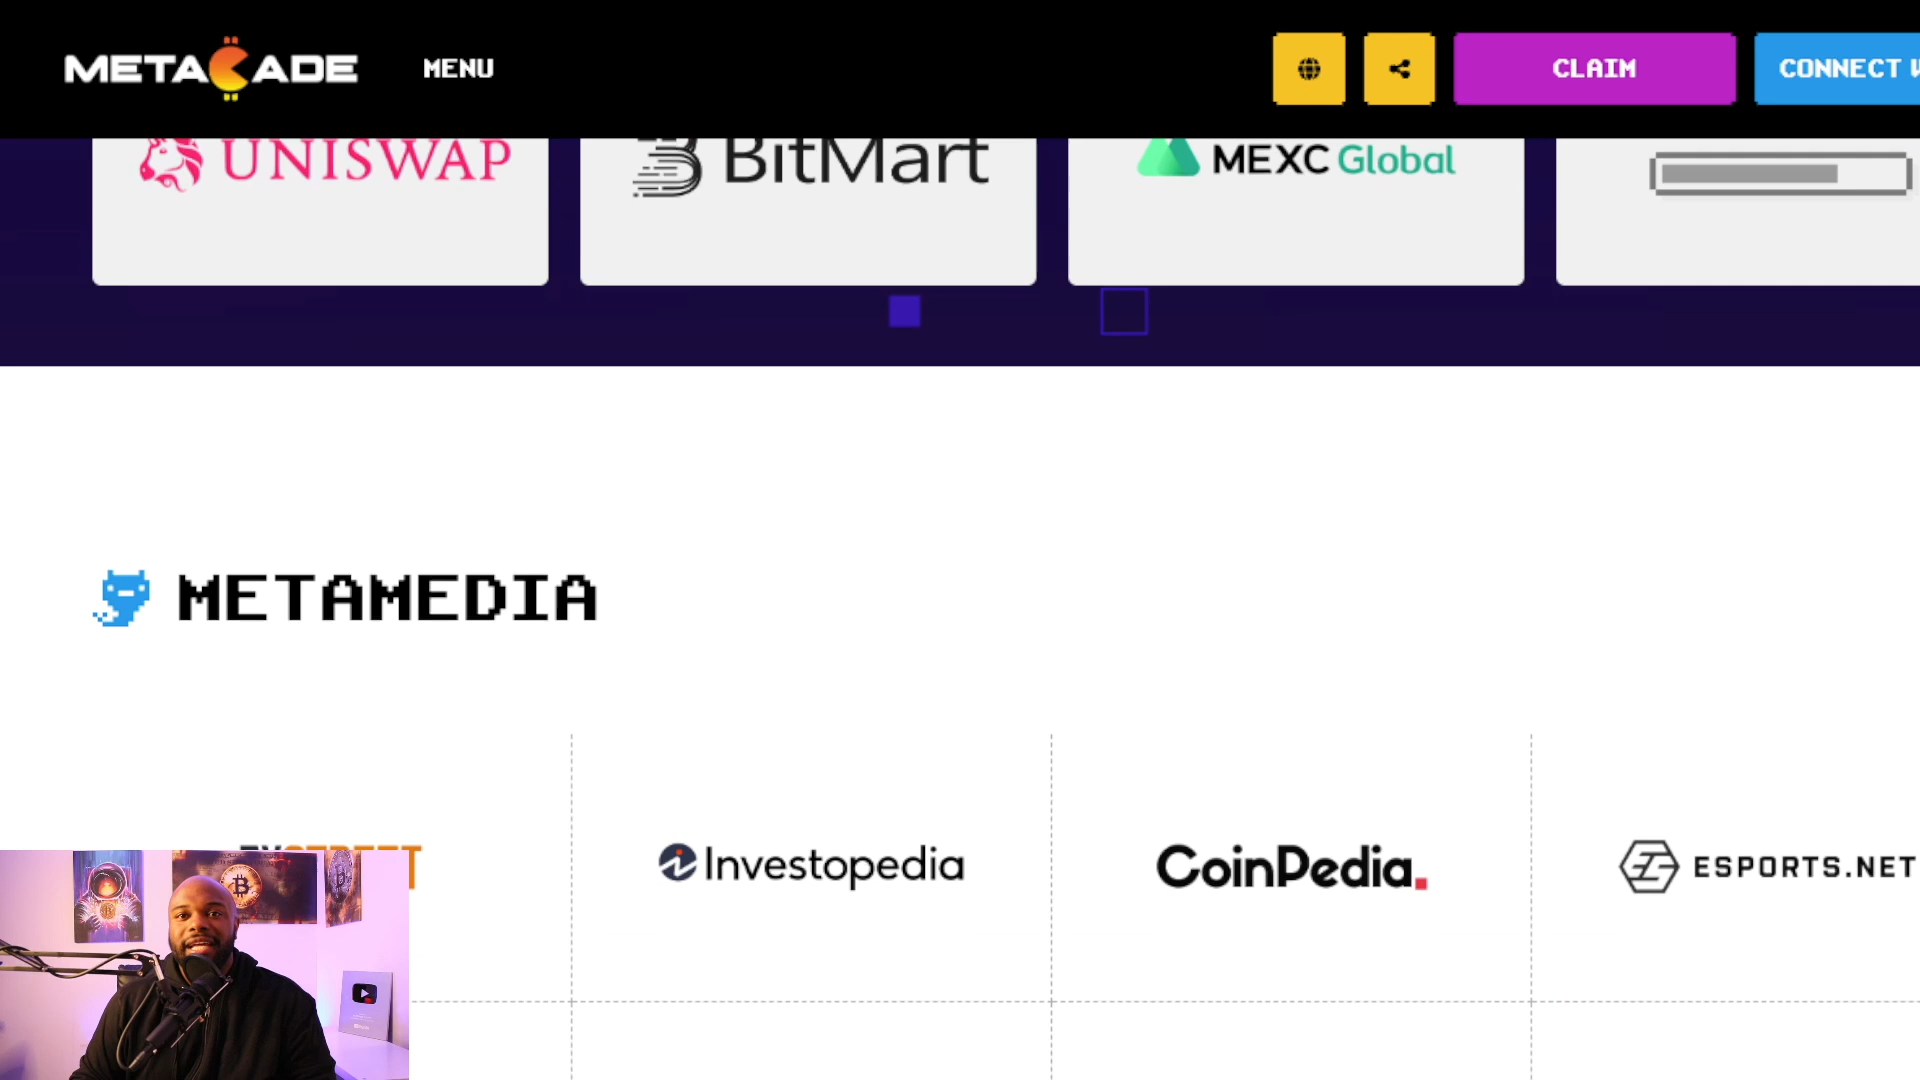 METACADE MENU CLAIM CONNECT
UNISWAP BitMart MEXC Global
METAMEDIA
Investopedia CoinPedia. ESPORTS.NET